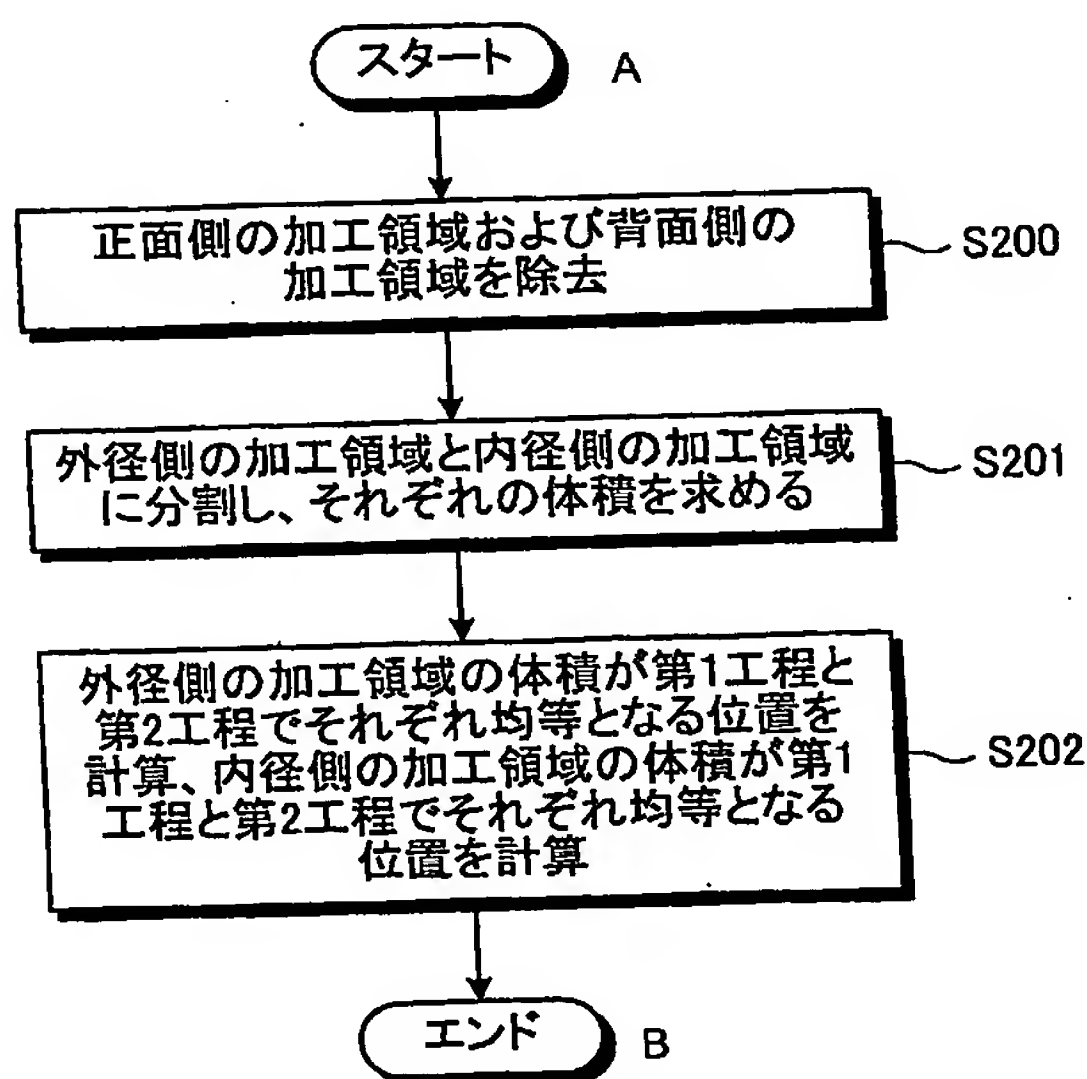 スタート
A
正面側の加工領域および背面側の
加工領域を除去
S200
外径側の加工領域と内径側の加工領域
に分割し、それぞれの体積を求める
S201
外径側の加工領域の体積が第1工程と
第2工程でそれぞれ均等となる位置を
計算、内径側の加工領域の体積が第1
工程と第2工程でそれぞれ均等となる
位置を計算
S202
エンド
B